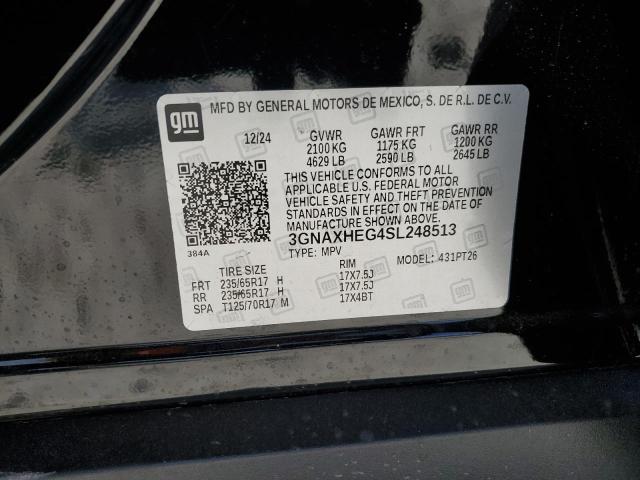 gm
MFD BY GENERAL MOTORS DE MEXICO, S. DE R.L. DE C.V.
12/24 GVWR GAWR FRT GAWR RR
2100 KG 1175 KG 1200 KG
4629 LB 2590 LB 2645 LB
THIS VEHICLE CONFORMS TO ALL
APPLICABLE U.S. FEDERAL MOTOR
VEHICLE SAFETY AND THEFT PREVENTION
STANDARDS IN EFFECT ON THE DATE OF
MANUFACTURE SHOWN ABOVE.
384A 3GNAXHEG4SL248513
TYPE: MPV MODEL: 431PT26
TIRE SIZE RIM
FRT 235/65R17 H 17X7.5J
RR 235/65R17 H 17X7.5J
SPA T125/70R17 M 17X4BT